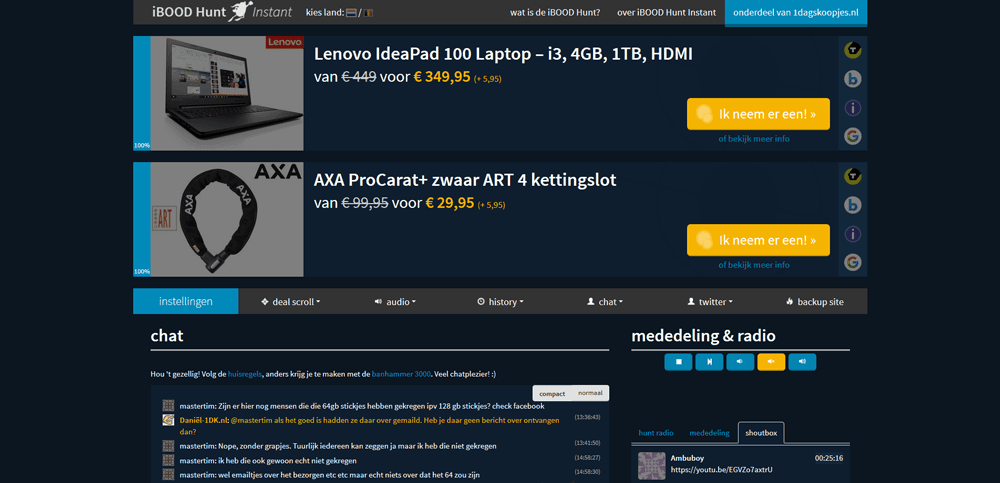 iBOOD Hunt Instant kies land: / wat is de iBOOD Hunt? over iBOOD Hunt Instant onderdeel van 1dagskoopjes.nl
Lenovo
Lenovo IdeaPad 100 Laptop – i3, 4GB, 1TB, HDMI
van € 449 voor € 349,95 (+ 5,95)
Ik neem er een! »
of bekijk meer info
100%
AXA
AXA ProCarat+ zwaar ART 4 kettingslot
van € 99,95 voor € 29,95 (+ 5,95)
ART
Ik neem er een! »
of bekijk meer info
100%
instellingen deal scroll audio history chat twitter backup site
chat
mededeling & radio
Hou 't gezellig! Volg de huisregels, anders krijg je te maken met de banhammer 3000. Veel chatplezier! :)
compact normaal
mastertim: Zijn er hier nog mensen die die 64gb stickjes hebben gekregen ipv 128 gb stickjes? check facebook
(13:36:43)
Daniël-1DK.nl: @mastertim als het goed is hadden ze daar over gemaild. Heb je daar geen bericht over ontvangen
dan?
mastertim: Nope, zonder grapjes. Tuurlijk iedereen kan zeggen ja maar ik heb die niet gekregen (13:41:50)
mastertim: ik heb die ook gewoon echt niet gekregen (14:58:27)
mastertim: wel emailtjes over het bezorgen etc etc maar echt niets over dat het 64 zou zijn (14:58:30)
hunt radio mededeling shoutbox
Ambuboy 00:25:16
https://youtu.be/EGVZo7axtrU